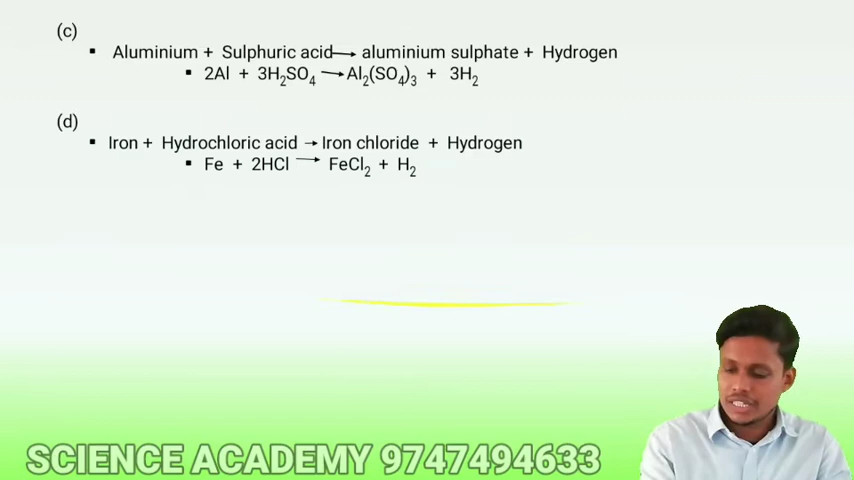 (c)
▪ Aluminium + Sulphuric acid → aluminium sulphate + Hydrogen
▪ 2Al + 3H₂SO₄ → Al₂(SO₄)₃ + 3H₂
(d)
▪ Iron + Hydrochloric acid → Iron chloride + Hydrogen
▪ Fe + 2HCl → FeCl₂ + H₂
SCIENCE ACADEMY 9747494633